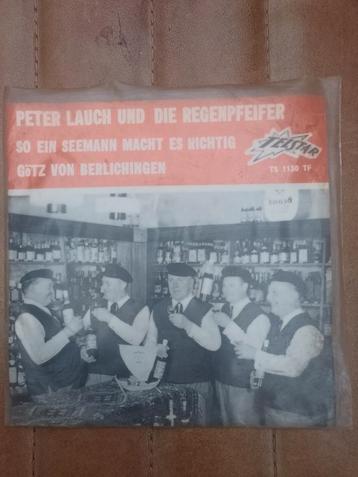 PETER LAUCH UND DIE REGENPFEIFER
SO EIN SEEMANN MACHT ES RICHTIG
GÖTZ VON BERLICHINGEN
TELSTAR
TS 1130 TF